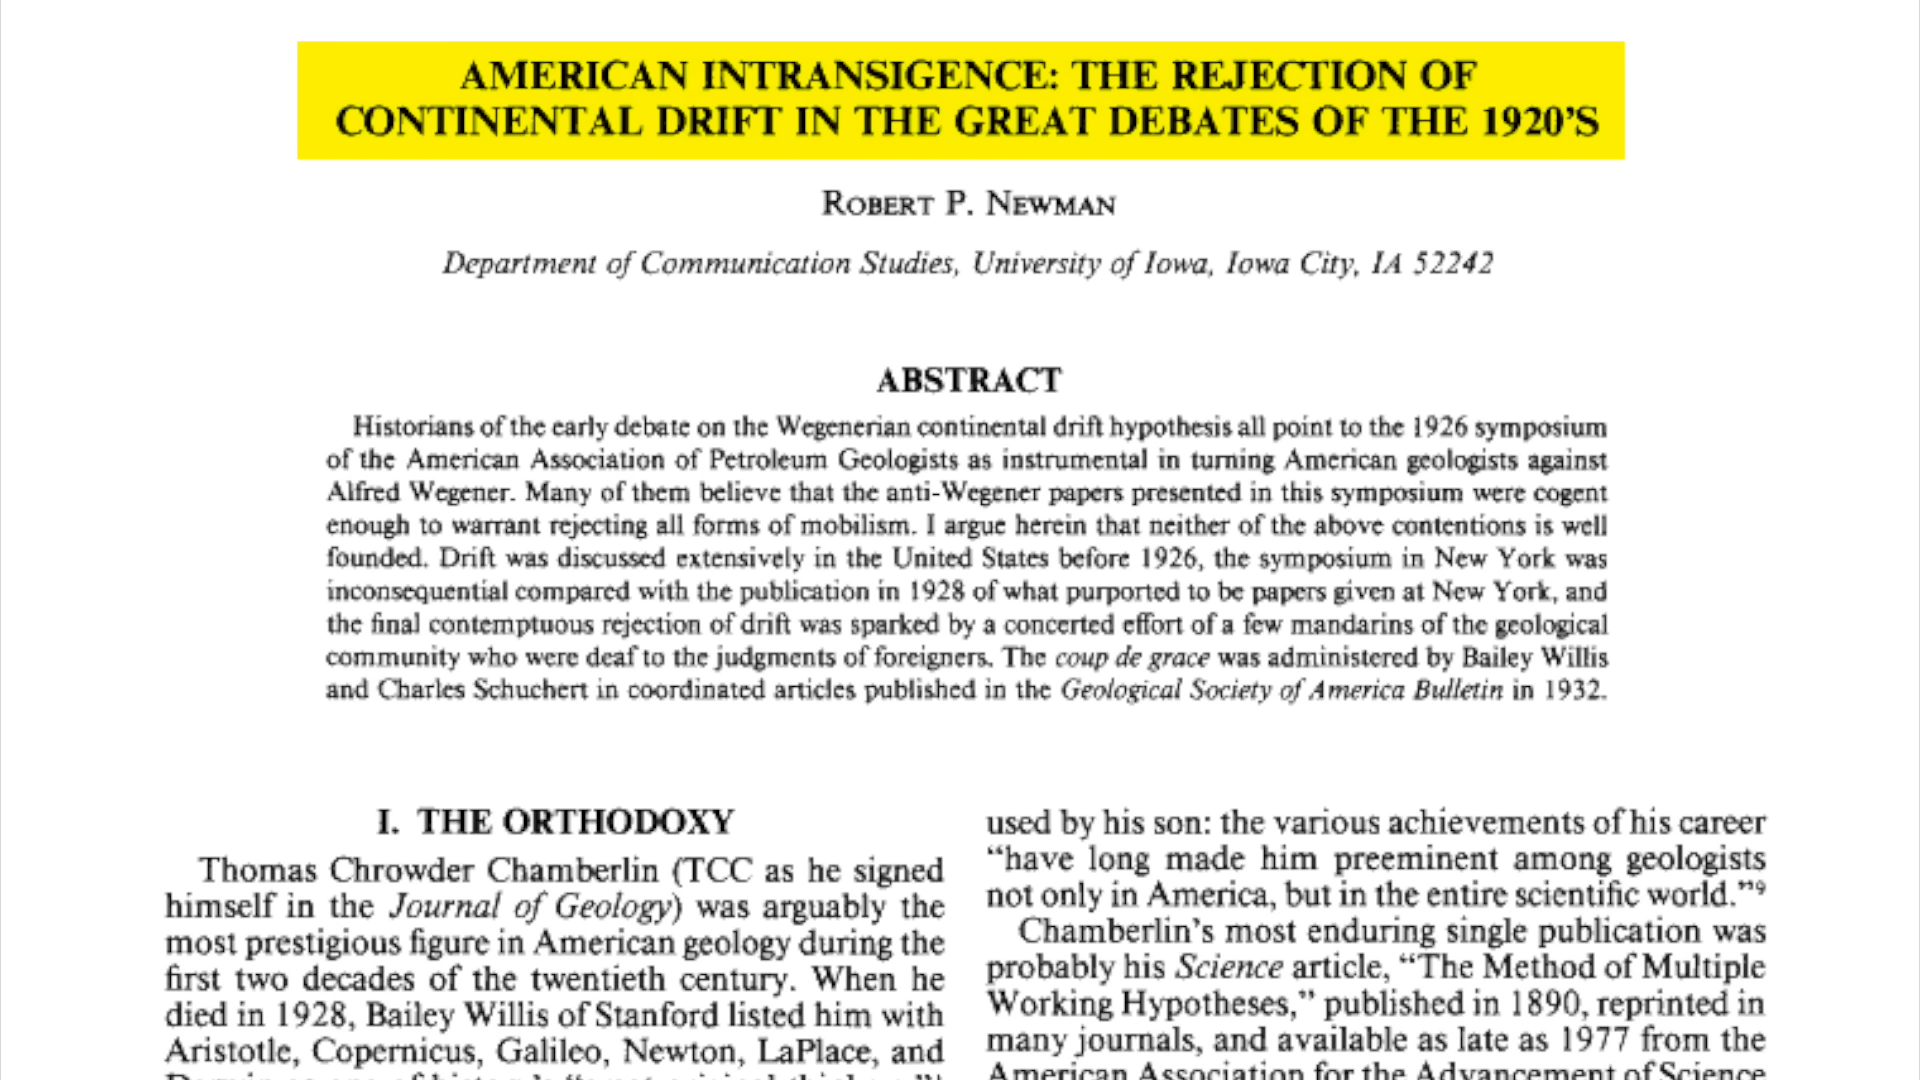 AMERICAN INTRANSIGENCE: THE REJECTION OF
CONTINENTAL DRIFT IN THE GREAT DEBATES OF THE 1920'S
ROBERT P. NEWMAN
Department of Communication Studies, University of Iowa, Iowa City, IA 52242
ABSTRACT
Historians of the early debate on the Wegenerian continental drift hypothesis all point to the 1926 symposium
of the American Association of Petroleum Geologists as instrumental in turning American geologists against
Alfred Wegener. Many of them believe that the anti-Wegener papers presented in this symposium were cogent
enough to warrant rejecting all forms of mobilism. I argue herein that neither of the above contentions is well
founded. Drift was discussed extensively in the United States before 1926, the symposium in New York was
inconsequential compared with the publication in 1928 of what purported to be papers given at New York, and
the final contemptuous rejection of drift was sparked by a concerted effort of a few mandarins of the geological
community who were deaf to the judgments of foreigners. The coup de grace was administered by Bailey Willis
and Charles Schuchert in coordinated articles published in the Geological Society of America Bulletin in 1932.
I. THE ORTHODOXY
Thomas Chrowder Chamberlin (TCC as he signed
himself in the Journal of Geology) was arguably the
most prestigious figure in American geology during the
first two decades of the twentieth century. When he
died in 1928, Bailey Willis of Stanford listed him with
Aristotle, Copernicus, Galileo, Newton, LaPlace, and
used by his son: the various achievements of his career
“have long made him preeminent among geologists
not only in America, but in the entire scientific world.”9
Chamberlin's most enduring single publication was
probably his Science article, “The Method of Multiple
Working Hypotheses,” published in 1890, reprinted in
many journals, and available as late as 1977 from the
American Association for the Advancement of Science